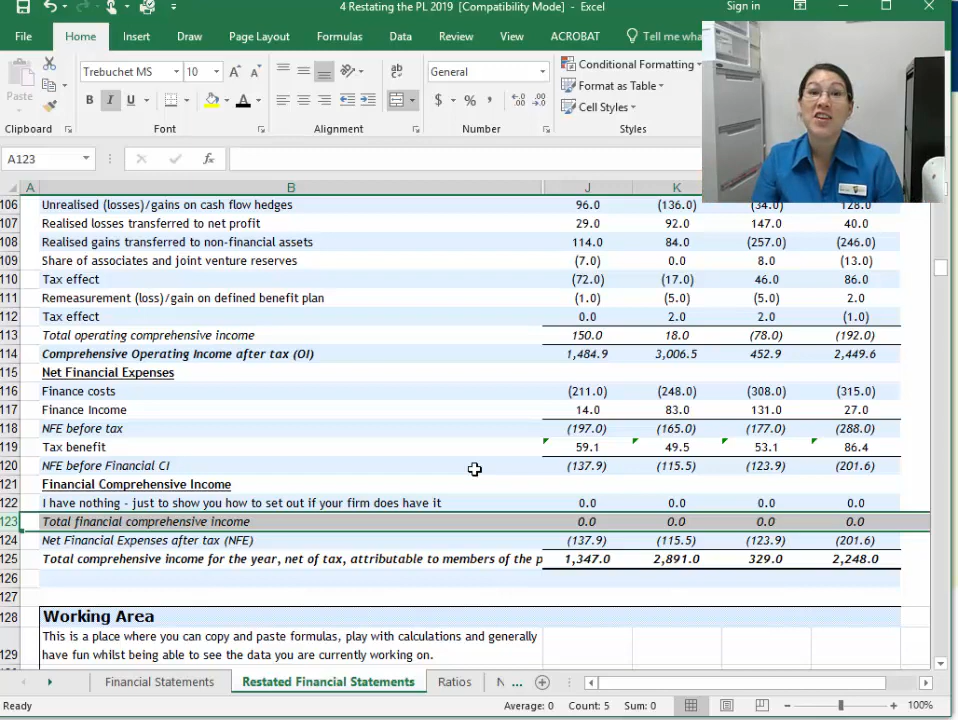 4 Restating the PL 2019 [Compatibility Mode] - Excel
Sign in
File Home Insert Draw Page Layout Formulas Data Review View ACROBAT Tell me wha
Paste
Trebuchet MS 10
B I U
General
$ % ,
Conditional Formatting
Format as Table
Cell Styles
Clipboard Font Alignment Number Styles
A123 fx
A B J K
106 Unrealised (losses)/gains on cash flow hedges 96.0 (136.0) (34.0) 128.0
107 Realised losses transferred to net profit 29.0 92.0 147.0 40.0
108 Realised gains transferred to non-financial assets 114.0 84.0 (257.0) (246.0)
109 Share of associates and joint venture reserves (7.0) 0.0 8.0 (13.0)
110 Tax effect (72.0) (17.0) 46.0 86.0
111 Remeasurement (loss)/gain on defined benefit plan (1.0) (5.0) (5.0) 2.0
112 Tax effect 0.0 2.0 2.0 (1.0)
113 Total operating comprehensive income 150.0 18.0 (78.0) (192.0)
114 Comprehensive Operating Income after tax (OI) 1,484.9 3,006.5 452.9 2,449.6
115 Net Financial Expenses
116 Finance costs (211.0) (248.0) (308.0) (315.0)
117 Finance Income 14.0 83.0 131.0 27.0
118 NFE before tax (197.0) (165.0) (177.0) (288.0)
119 Tax benefit 59.1 49.5 53.1 86.4
120 NFE before Financial CI (137.9) (115.5) (123.9) (201.6)
121 Financial Comprehensive Income
122 I have nothing - just to show you how to set out if your firm does have it 0.0 0.0 0.0 0.0
123 Total financial comprehensive income 0.0 0.0 0.0 0.0
124 Net Financial Expenses after tax (NFE) (137.9) (115.5) (123.9) (201.6)
125 Total comprehensive income for the year, net of tax, attributable to members of the p 1,347.0 2,891.0 329.0 2,248.0
126
127
128 Working Area
This is a place where you can copy and paste formulas, play with calculations and generally
129 have fun whilst being able to see the data you are currently working on.
Financial Statements Restated Financial Statements Ratios N ...
Ready Average: 0 Count: 5 Sum: 0 100%